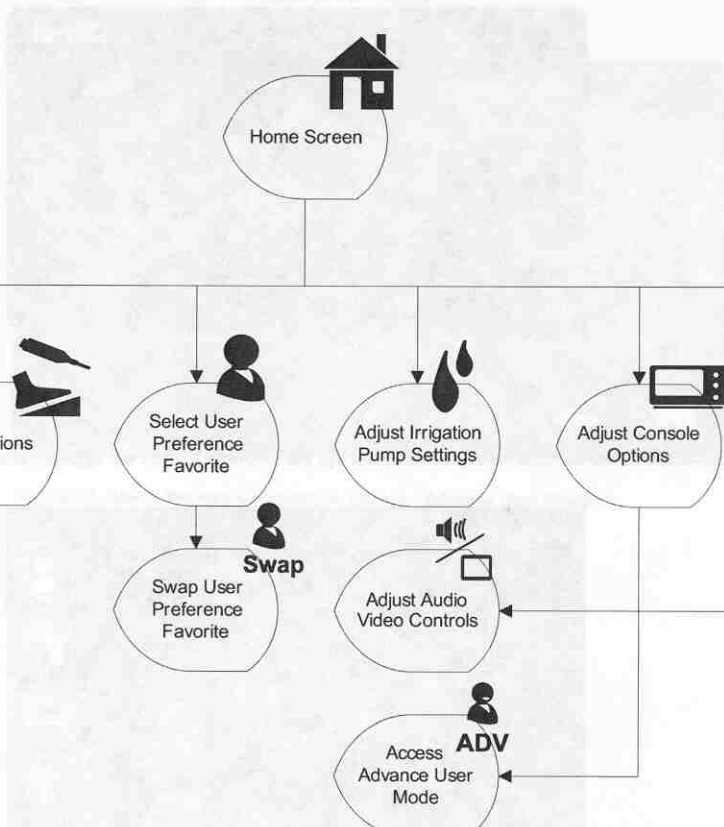 Home Screen
ions
Select User
Preference
Favorite
Adjust Irrigation
Pump Settings
Adjust Console
Options
Swap
Swap User
Preference
Favorite
Adjust Audio
Video Controls
ADV
Access
Advance User
Mode